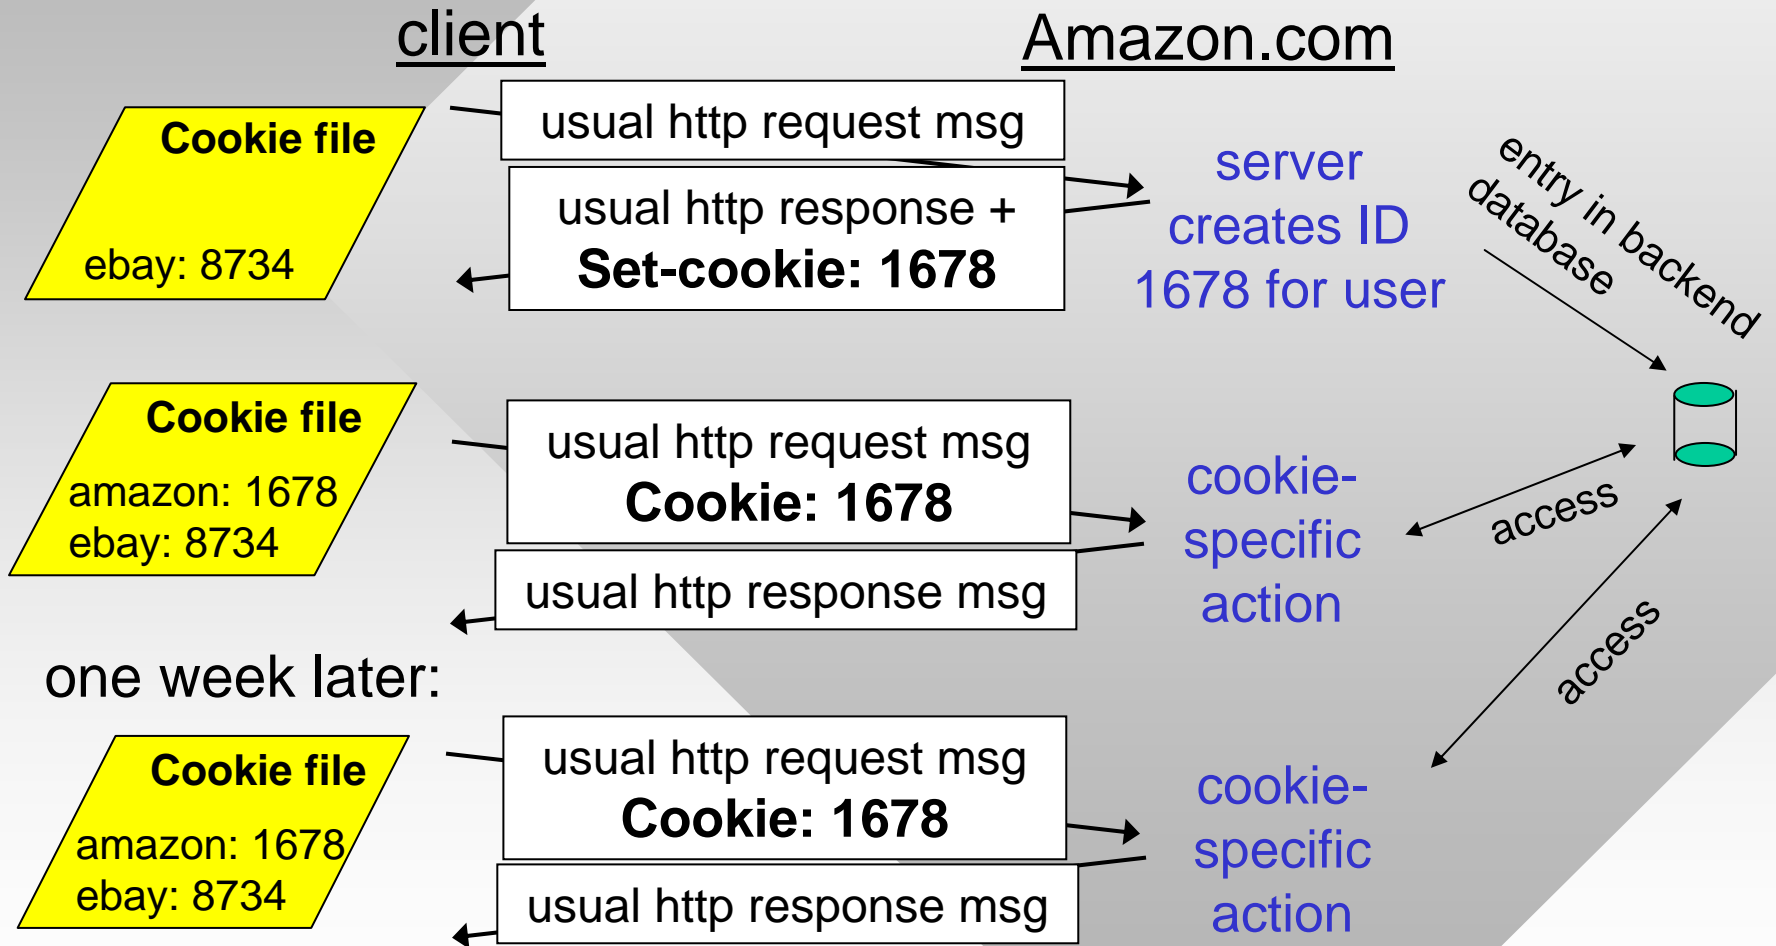 client
Amazon.com
Cookie file
ebay: 8734
usual http request msg
usual http response +
Set-cookie: 1678
server
creates ID
1678 for user
entry in backend
database
Cookie file
amazon: 1678
ebay: 8734
usual http request msg
Cookie: 1678
usual http response msg
cookie-
specific
action
access
access
one week later:
Cookie file
amazon: 1678
ebay: 8734
usual http request msg
Cookie: 1678
usual http response msg
cookie-
specific
action